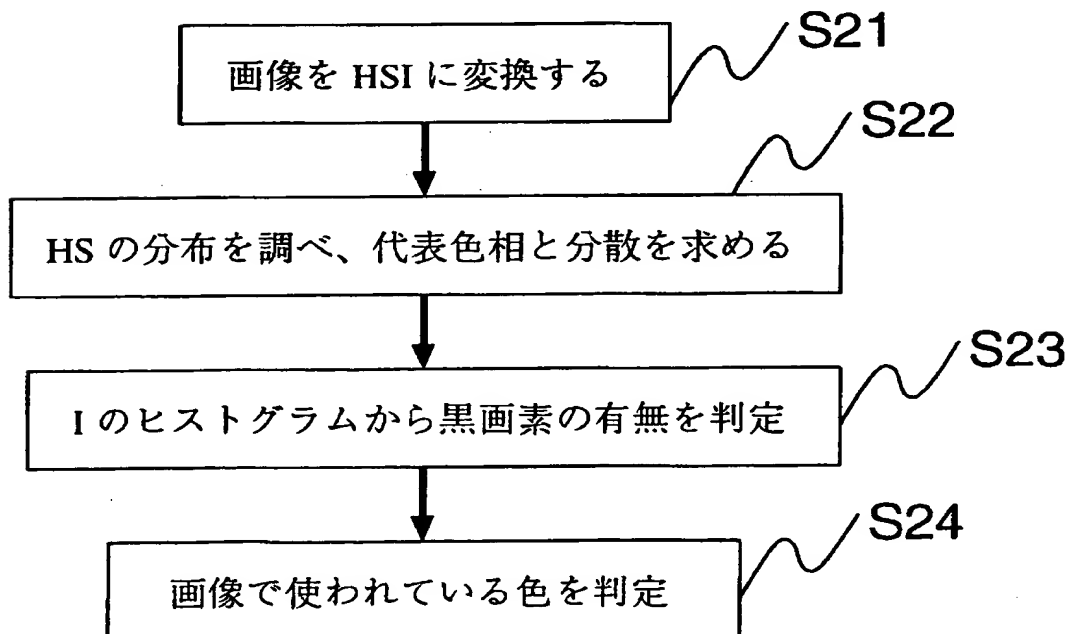 S21
画像を HSI に変換する
S22
HS の分布を調べ、代表色相と分散を求める
S23
I のヒストグラムから黒画素の有無を判定
S24
画像で使われている色を判定